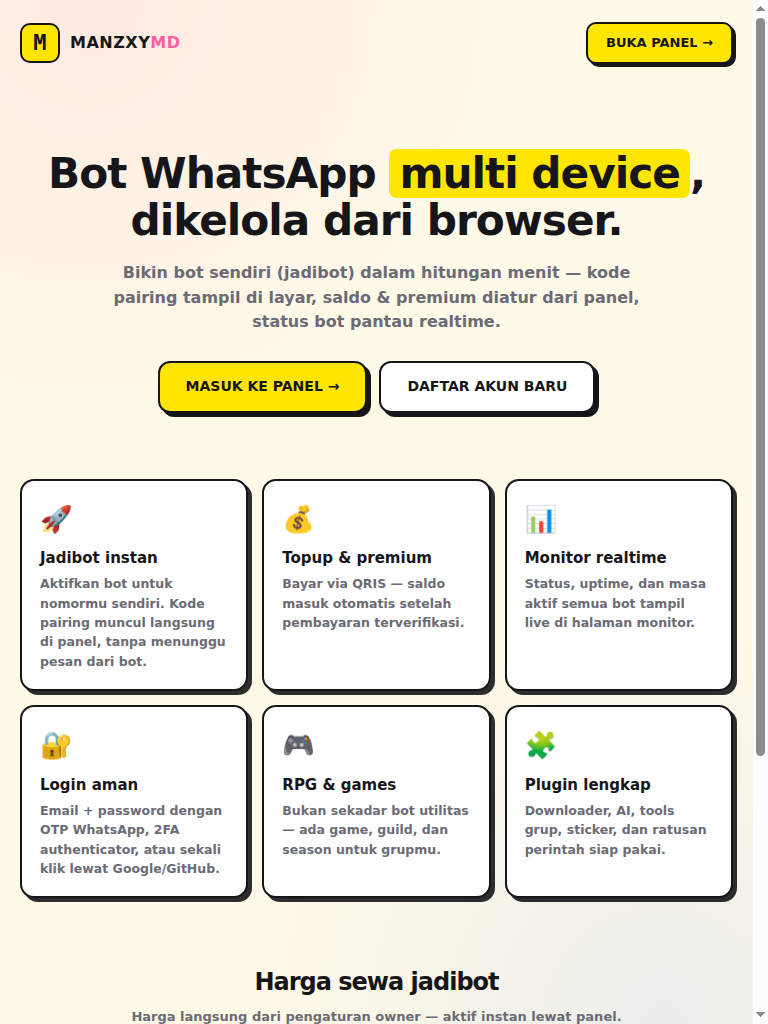 M MANZXYMD
BUKA PANEL →
Bot WhatsApp multi device,
dikelola dari browser.
Bikin bot sendiri (jadibot) dalam hitungan menit — kode
pairing tampil di layar, saldo & premium diatur dari panel,
status bot pantau realtime.
MASUK KE PANEL →
DAFTAR AKUN BARU
Jadibot instan
Aktifkan bot untuk
nomormu sendiri. Kode
pairing muncul langsung
di panel, tanpa menunggu
pesan dari bot.
Topup & premium
Bayar via QRIS — saldo
masuk otomatis setelah
pembayaran terverifikasi.
Monitor realtime
Status, uptime, dan masa
aktif semua bot tampil
live di halaman monitor.
Login aman
Email + password dengan
OTP WhatsApp, 2FA
authenticator, atau sekali
klik lewat Google/GitHub.
RPG & games
Bukan sekadar bot utilitas
— ada game, guild, dan
season untuk grupmu.
Plugin lengkap
Downloader, AI, tools
grup, sticker, dan ratusan
perintah siap pakai.
Harga sewa jadibot
Harga langsung dari pengaturan owner — aktif instan lewat panel.